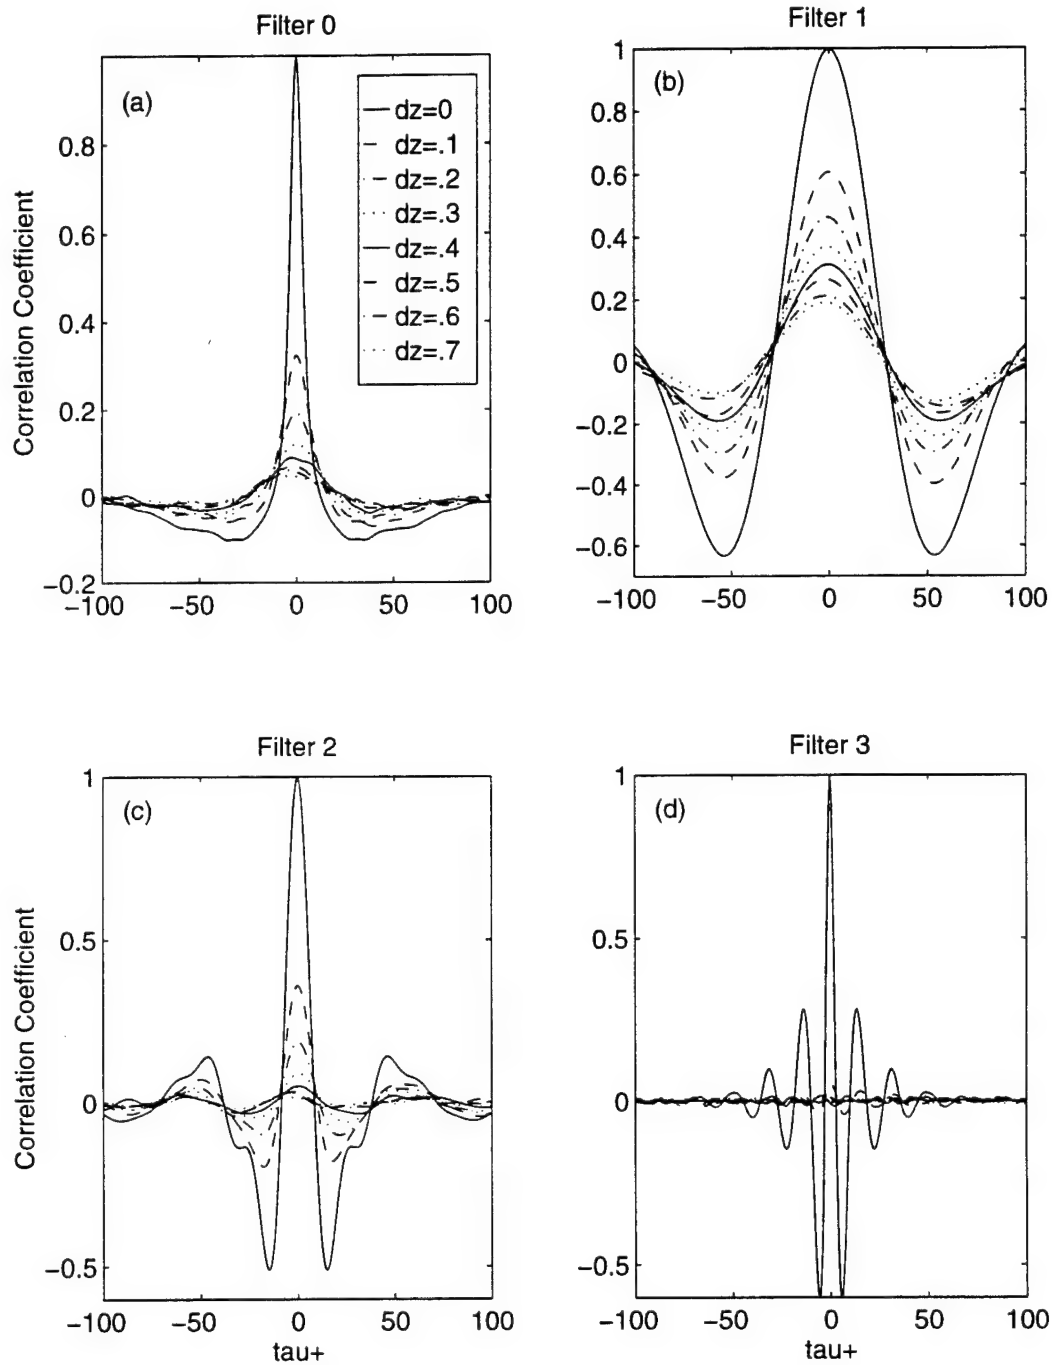 Filter 0
(a)
dz=0
dz=.1
dz=.2
dz=.3
dz=.4
dz=.5
dz=.6
dz=.7
0.8
0.6
0.4
0.2
0
−0.2
−100
−50
0
50
100
Correlation Coefficient
Filter 1
(b)
1
0.8
0.6
0.4
0.2
0
−0.2
−0.4
−0.6
−100
−50
0
50
100
Filter 2
(c)
1
0.5
0
−0.5
−100
−50
0
50
100
Correlation Coefficient
tau+
Filter 3
(d)
1
0.5
0
−0.5
−100
−50
0
50
100
tau+